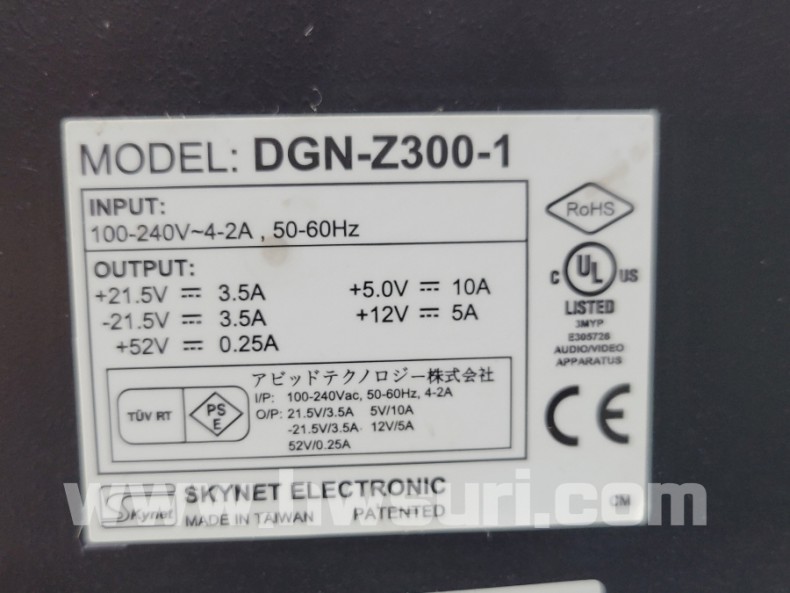 MODEL: DGN-Z300-1
INPUT:
100-240V~4-2A , 50-60Hz
OUTPUT:
+21.5V ⎓ 3.5A +5.0V ⎓ 10A
-21.5V ⎓ 3.5A +12V ⎓ 5A
+52V ⎓ 0.25A
RoHS
C UL US
LISTED
3MYP
E305726
AUDIO/VIDEO
APPARATUS
CE
TÜV RT
PS
E
アビッドテクノロジー株式会社
I/P: 100-240Vac, 50-60Hz, 4-2A
O/P: 21.5V/3.5A 5V/10A
-21.5V/3.5A 12V/5A
52V/0.25A
Skynet
SKYNET ELECTRONIC
MADE IN TAIWAN PATENTED
CM